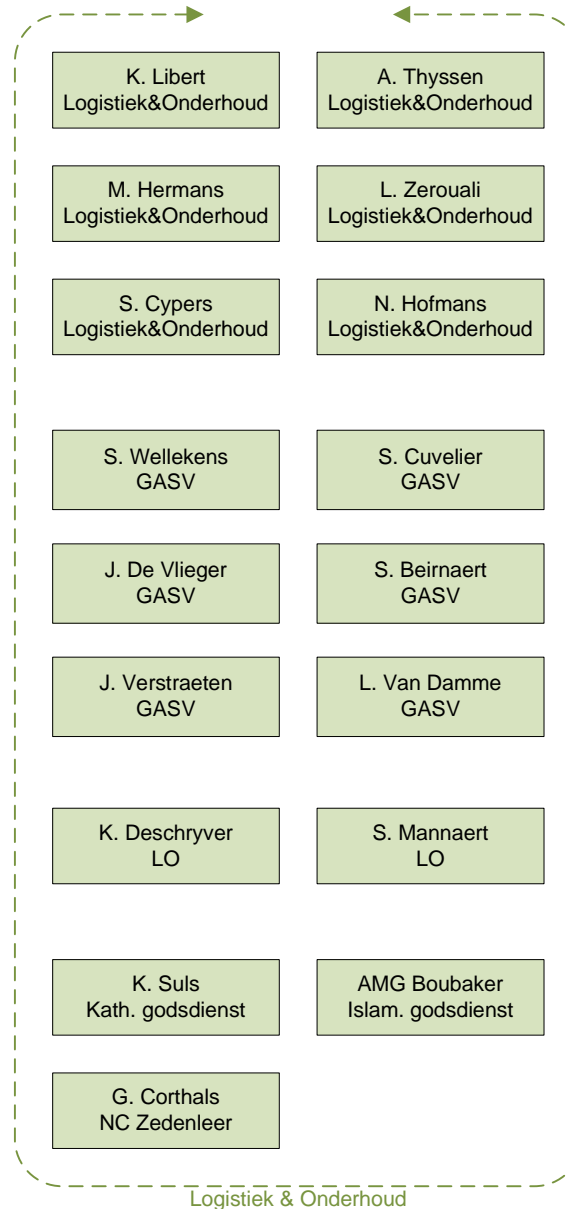 K. Libert
Logistiek&Onderhoud
A. Thyssen
Logistiek&Onderhoud
M. Hermans
Logistiek&Onderhoud
L. Zerouali
Logistiek&Onderhoud
S. Cypers
Logistiek&Onderhoud
N. Hofmans
Logistiek&Onderhoud
S. Wellekens
GASV
S. Cuvelier
GASV
J. De Vlieger
GASV
S. Beirnaert
GASV
J. Verstraeten
GASV
L. Van Damme
GASV
K. Deschryver
LO
S. Mannaert
LO
K. Suls
Kath. godsdienst
AMG Boubaker
Islam. godsdienst
G. Corthals
NC Zedenleer
Logistiek & Onderhoud